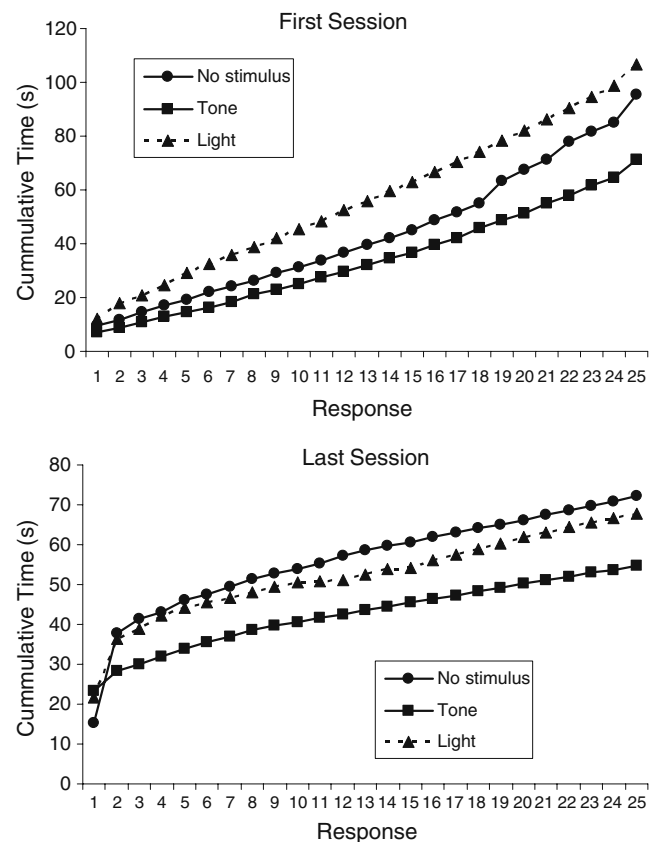 First Session
120
100
80
60
40
20
0
Cummulative Time (s)
No stimulus
Tone
Light
1 2 3 4 5 6 7 8 9 10 11 12 13 14 15 16 17 18 19 20 21 22 23 24 25
Response
Last Session
80
70
60
50
40
30
20
10
0
Cummulative Time (s)
No stimulus
Tone
Light
1 2 3 4 5 6 7 8 9 10 11 12 13 14 15 16 17 18 19 20 21 22 23 24 25
Response